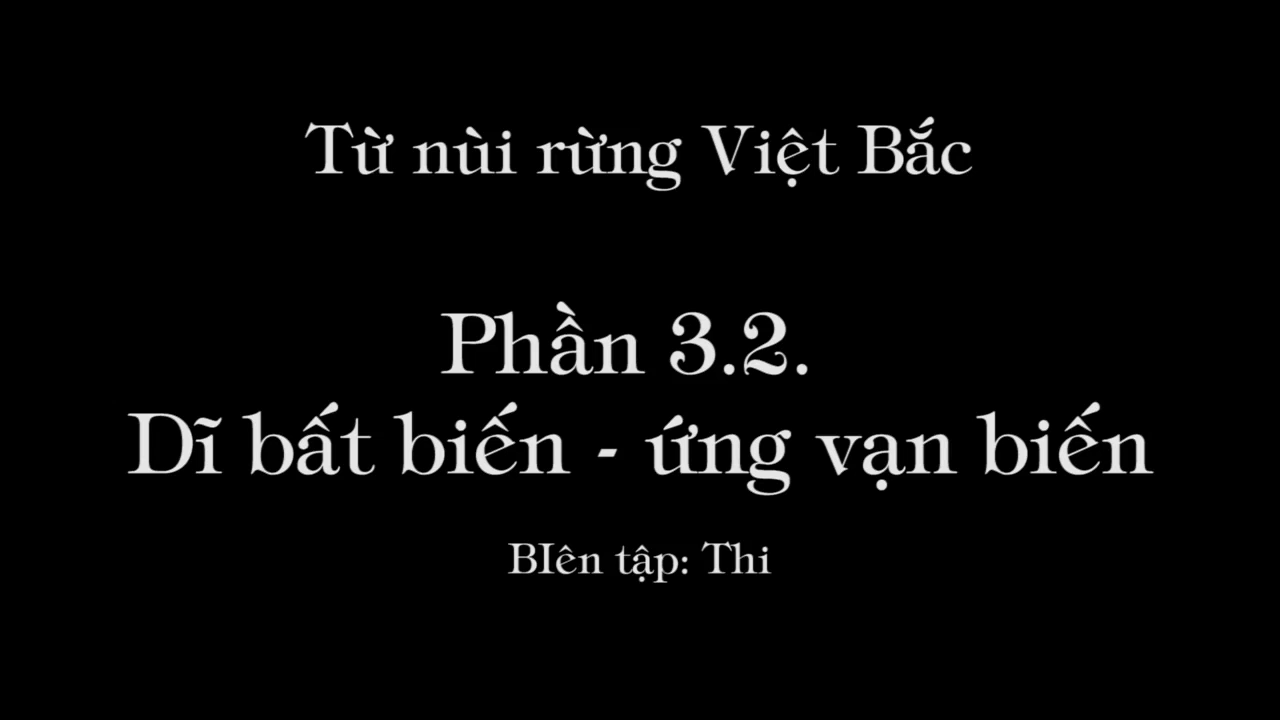 Từ nùi rừng Việt Bắc
Phần 3.2.
Dĩ bất biến - ứng vạn biến
BIên tập: Thi